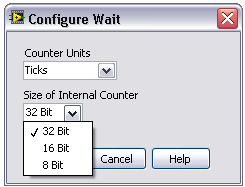 Configure Wait
Counter Units
Ticks
Size of Internal Counter
32 Bit
✓ 32 Bit
16 Bit
8 Bit
Cancel
Help